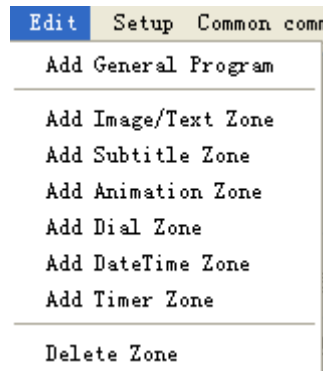 Edit Setup Common comm
Add General Program
Add Image/Text Zone
Add Subtitle Zone
Add Animation Zone
Add Dial Zone
Add DateTime Zone
Add Timer Zone
Delete Zone